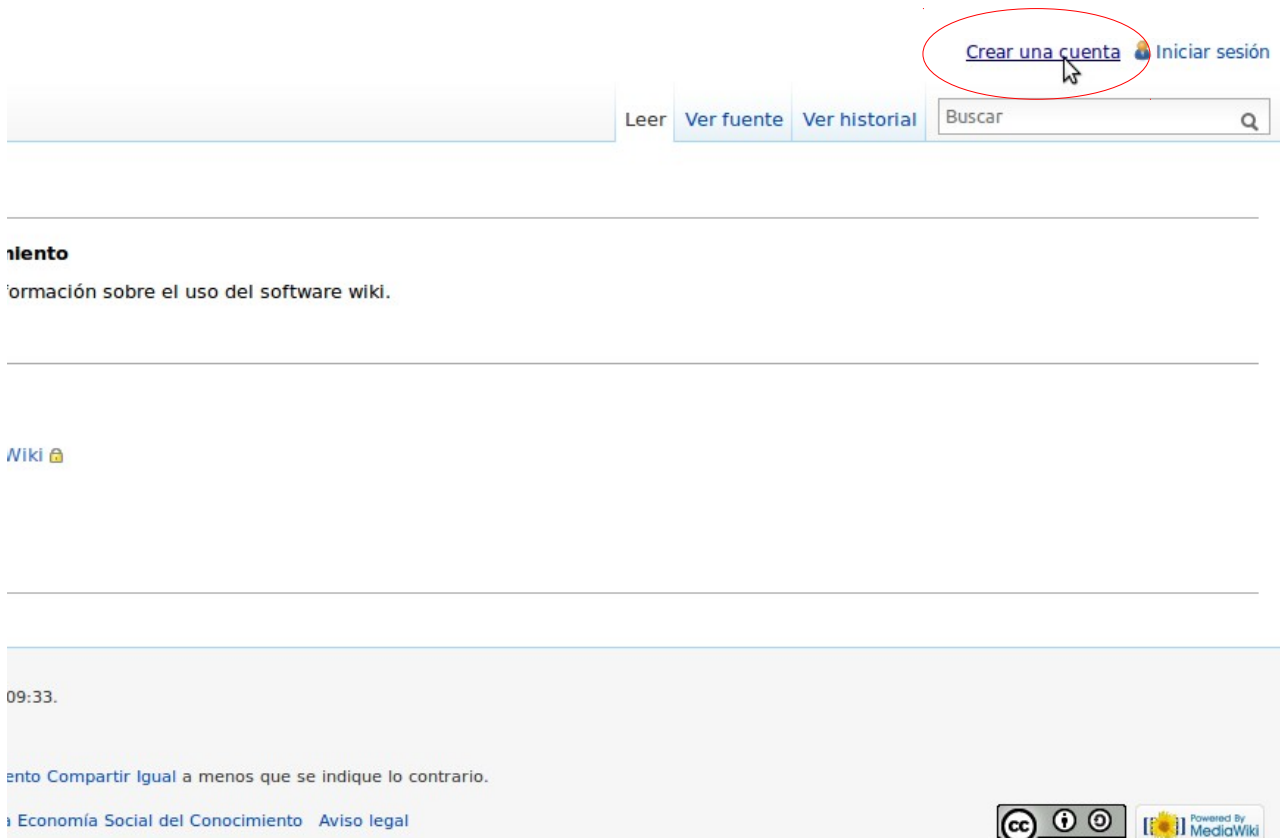 Crear una cuenta Iniciar sesión
Leer Ver fuente Ver historial Buscar
miento
formación sobre el uso del software wiki.
Wiki
09:33.
ento Compartir Igual a menos que se indique lo contrario.
a Economía Social del Conocimiento Aviso legal
cc
Powered By
MediaWiki